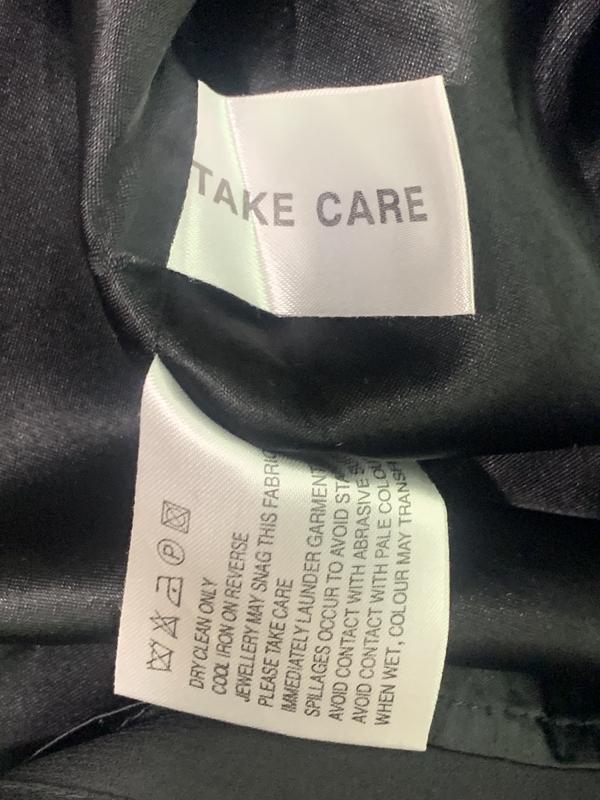 TAKE CARE
DRY CLEAN ONLY
COOL IRON ON REVERSE
JEWELLERY MAY SNAG THIS FABRIC
PLEASE TAKE CARE
IMMEDIATELY LAUNDER GARMENT
SPILLAGES OCCUR TO AVOID
AVOID CONTACT WITH ABRASIVE
AVOID CONTACT WITH PALE
WHEN WET, COLOUR MAY